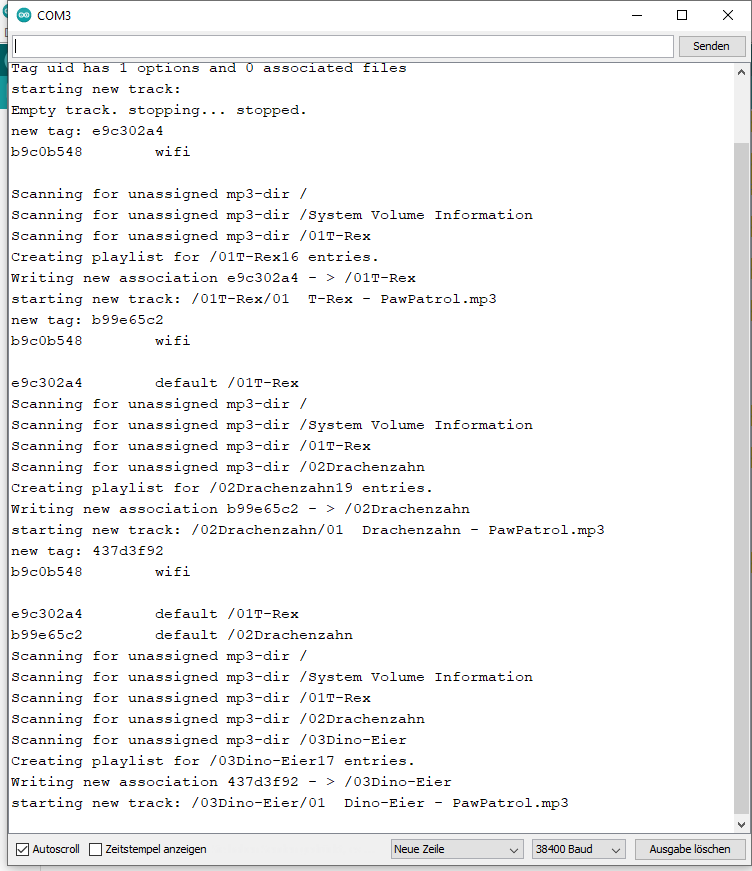 COM3
Senden
Tag uid has 1 options and 0 associated files
starting new track:
Empty track. stopping... stopped.
new tag: e9c302a4
b9c0b548        wifi
Scanning for unassigned mp3-dir /
Scanning for unassigned mp3-dir /System Volume Information
Scanning for unassigned mp3-dir /01T-Rex
Creating playlist for /01T-Rex16 entries.
Writing new association e9c302a4 - > /01T-Rex
starting new track: /01T-Rex/01  T-Rex - PawPatrol.mp3
new tag: b99e65c2
b9c0b548        wifi
e9c302a4        default /01T-Rex
Scanning for unassigned mp3-dir /
Scanning for unassigned mp3-dir /System Volume Information
Scanning for unassigned mp3-dir /01T-Rex
Scanning for unassigned mp3-dir /02Drachenzahn
Creating playlist for /02Drachenzahn19 entries.
Writing new association b99e65c2 - > /02Drachenzahn
starting new track: /02Drachenzahn/01  Drachenzahn - PawPatrol.mp3
new tag: 437d3f92
b9c0b548        wifi
e9c302a4        default /01T-Rex
b99e65c2        default /02Drachenzahn
Scanning for unassigned mp3-dir /
Scanning for unassigned mp3-dir /System Volume Information
Scanning for unassigned mp3-dir /01T-Rex
Scanning for unassigned mp3-dir /02Drachenzahn
Scanning for unassigned mp3-dir /03Dino-Eier
Creating playlist for /03Dino-Eier17 entries.
Writing new association 437d3f92 - > /03Dino-Eier
starting new track: /03Dino-Eier/01  Dino-Eier - PawPatrol.mp3
Autoscroll Zeitstempel anzeigen Neue Zeile 38400 Baud Ausgabe löschen